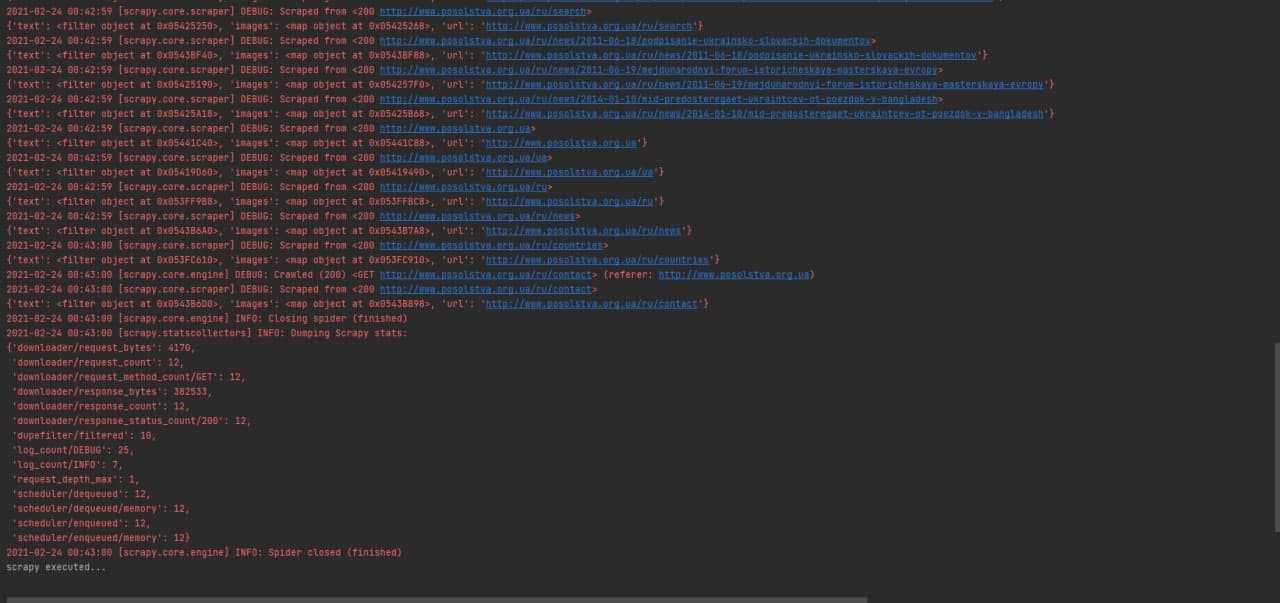 2021-02-24 00:42:59 [scrapy.core.scraper] DEBUG: Scraped from <200 http://www.posolstva.org.ua/ru/search>
{'text': <filter object at 0x05425250>, 'images': <map object at 0x05425268>, 'url': 'http://www.posolstva.org.ua/ru/search'}
2021-02-24 00:42:59 [scrapy.core.scraper] DEBUG: Scraped from <200 http://www.posolstva.org.ua/ru/news/2011-06-18/podpisanie-ukrainsko-slovackih-dokumentov>
{'text': <filter object at 0x0543BF40>, 'images': <map object at 0x0543BF88>, 'url': 'http://www.posolstva.org.ua/ru/news/2011-06-18/podpisanie-ukrainsko-slovackih-dokumentov'}
2021-02-24 00:42:59 [scrapy.core.scraper] DEBUG: Scraped from <200 http://www.posolstva.org.ua/ru/news/2011-06-19/mejdunarodnyi-forum-istoricheskaya-masterskaya-evropy>
{'text': <filter object at 0x05425190>, 'images': <map object at 0x054257F0>, 'url': 'http://www.posolstva.org.ua/ru/news/2011-06-19/mejdunarodnyi-forum-istoricheskaya-masterskaya-evropy'}
2021-02-24 00:42:59 [scrapy.core.scraper] DEBUG: Scraped from <200 http://www.posolstva.org.ua/ru/news/2014-01-10/mid-predosteregaet-ukraintcev-ot-poezdok-v-bangladesh>
{'text': <filter object at 0x05425A18>, 'images': <map object at 0x05425B68>, 'url': 'http://www.posolstva.org.ua/ru/news/2014-01-10/mid-predosteregaet-ukraintcev-ot-poezdok-v-bangladesh'}
2021-02-24 00:42:59 [scrapy.core.scraper] DEBUG: Scraped from <200 http://www.posolstva.org.ua>
{'text': <filter object at 0x05441C40>, 'images': <map object at 0x05441C88>, 'url': 'http://www.posolstva.org.ua'}
2021-02-24 00:42:59 [scrapy.core.scraper] DEBUG: Scraped from <200 http://www.posolstva.org.ua/ua>
{'text': <filter object at 0x05419D60>, 'images': <map object at 0x05419490>, 'url': 'http://www.posolstva.org.ua/ua'}
2021-02-24 00:42:59 [scrapy.core.scraper] DEBUG: Scraped from <200 http://www.posolstva.org.ua/ru>
{'text': <filter object at 0x053FF9B8>, 'images': <map object at 0x053FFBC8>, 'url': 'http://www.posolstva.org.ua/ru'}
2021-02-24 00:42:59 [scrapy.core.scraper] DEBUG: Scraped from <200 http://www.posolstva.org.ua/ru/news>
{'text': <filter object at 0x0543B6A0>, 'images': <map object at 0x0543B7A8>, 'url': 'http://www.posolstva.org.ua/ru/news'}
2021-02-24 00:43:00 [scrapy.core.scraper] DEBUG: Scraped from <200 http://www.posolstva.org.ua/ru/countries>
{'text': <filter object at 0x053FC610>, 'images': <map object at 0x053FC910>, 'url': 'http://www.posolstva.org.ua/ru/countries'}
2021-02-24 00:43:00 [scrapy.core.engine] DEBUG: Crawled (200) <GET http://www.posolstva.org.ua/ru/contact> (referer: http://www.posolstva.org.ua)
2021-02-24 00:43:00 [scrapy.core.scraper] DEBUG: Scraped from <200 http://www.posolstva.org.ua/ru/contact>
{'text': <filter object at 0x0543B6D0>, 'images': <map object at 0x0543B898>, 'url': 'http://www.posolstva.org.ua/ru/contact'}
2021-02-24 00:43:00 [scrapy.core.engine] INFO: Closing spider (finished)
2021-02-24 00:43:00 [scrapy.statscollectors] INFO: Dumping Scrapy stats:
{'downloader/request_bytes': 4170,
'downloader/request_count': 12,
'downloader/request_method_count/GET': 12,
'downloader/response_bytes': 382533,
'downloader/response_count': 12,
'downloader/response_status_count/200': 12,
'dupefilter/filtered': 10,
'log_count/DEBUG': 25,
'log_count/INFO': 7,
'request_depth_max': 1,
'scheduler/dequeued': 12,
'scheduler/dequeued/memory': 12,
'scheduler/enqueued': 12,
'scheduler/enqueued/memory': 12}
2021-02-24 00:43:00 [scrapy.core.engine] INFO: Spider closed (finished)
scrapy executed...